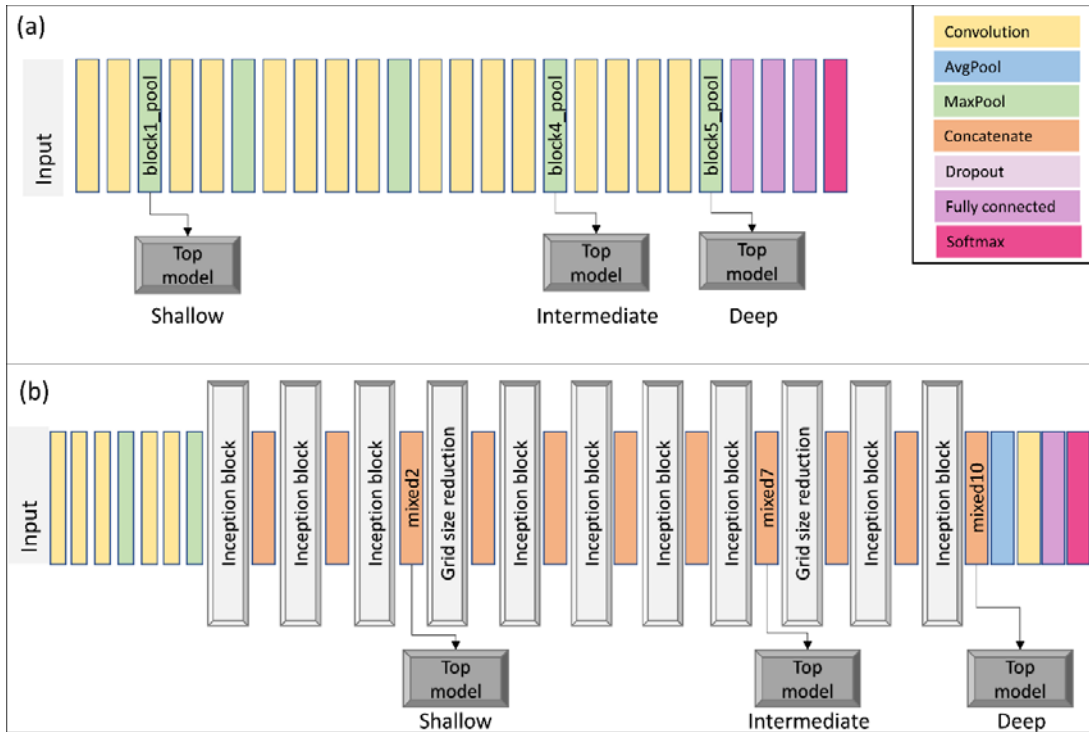 (a)
Input
block1_pool
block4_pool
block5_pool
Top
model
Shallow
Top
model
Intermediate
Top
model
Deep
Convolution
AvgPool
MaxPool
Concatenate
Dropout
Fully connected
Softmax
(b)
Input
Inception block
Inception block
Inception block
mixed2
Grid size reduction
Inception block
Inception block
Inception block
Inception block
mixed7
Grid size reduction
Inception block
Inception block
mixed10
Top
model
Shallow
Top
model
Intermediate
Top
model
Deep